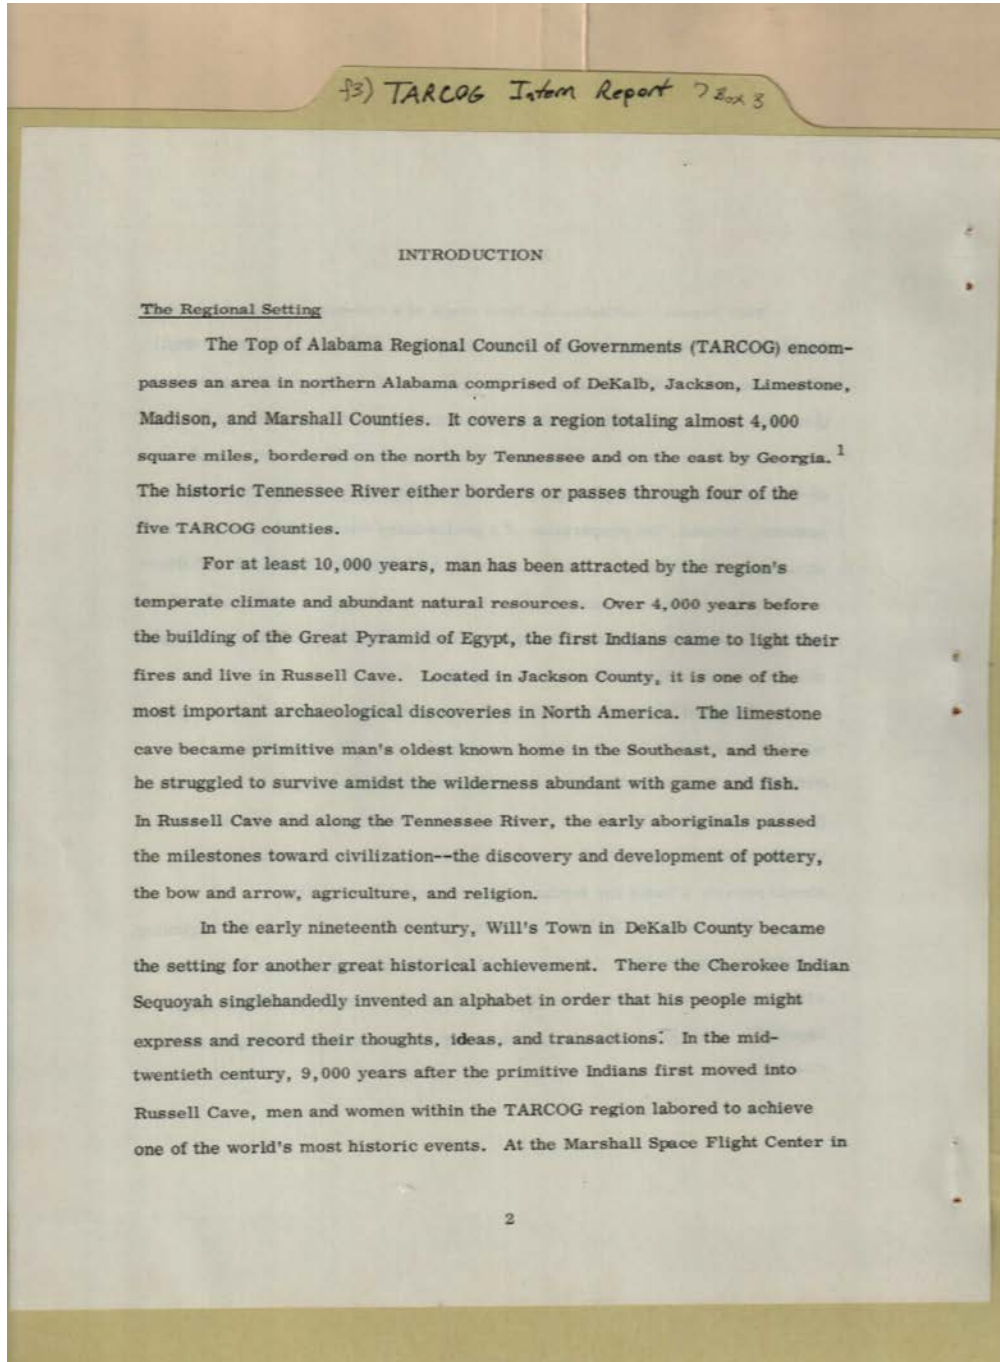 f3) TARCOG Intern Report 7 Box 3
INTRODUCTION
The Regional Setting
The Top of Alabama Regional Council of Governments (TARCOG) encom-
passes an area in northern Alabama comprised of DeKalb, Jackson, Limestone,
Madison, and Marshall Counties. It covers a region totaling almost 4,000
square miles, bordered on the north by Tennessee and on the east by Georgia. 1
The historic Tennessee River either borders or passes through four of the
five TARCOG counties.
For at least 10,000 years, man has been attracted by the region's
temperate climate and abundant natural resources. Over 4,000 years before
the building of the Great Pyramid of Egypt, the first Indians came to light their
fires and live in Russell Cave. Located in Jackson County, it is one of the
most important archaeological discoveries in North America. The limestone
cave became primitive man's oldest known home in the Southeast, and there
he struggled to survive amidst the wilderness abundant with game and fish.
In Russell Cave and along the Tennessee River, the early aboriginals passed
the milestones toward civilization--the discovery and development of pottery,
the bow and arrow, agriculture, and religion.
In the early nineteenth century, Will's Town in DeKalb County became
the setting for another great historical achievement. There the Cherokee Indian
Sequoyah singlehandedly invented an alphabet in order that his people might
express and record their thoughts, ideas, and transactions. In the mid-
twentieth century, 9,000 years after the primitive Indians first moved into
Russell Cave, men and women within the TARCOG region labored to achieve
one of the world's most historic events. At the Marshall Space Flight Center in
2